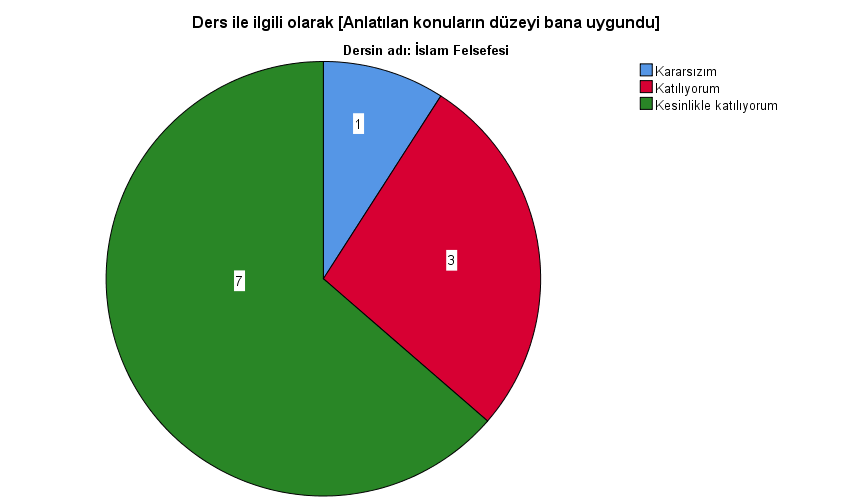 Ders ile ilgili olarak [Anlatılan konuların düzeyi bana uygundu]
Dersin adı: İslam Felsefesi
Kararsızım
Katılıyorum
Kesinlikle katılıyorum
1
3
7